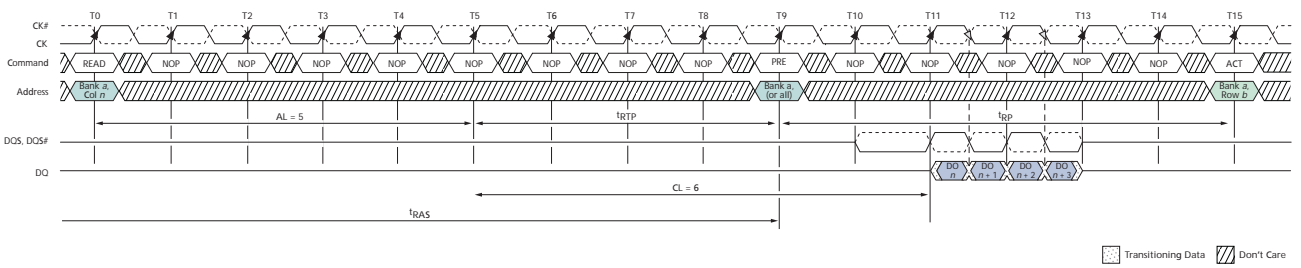 T0 T1 T2 T3 T4 T5 T6 T7 T8 T9 T10 T11 T12 T13 T14 T15
CK#
CK
Command READ NOP NOP NOP NOP NOP NOP NOP NOP PRE NOP NOP NOP NOP NOP ACT
Address Bank a, Col n Bank a, (or all) Bank a, Row b
AL = 5 tRTP tRP
DQS, DQS#
DQ DO n DO n + 1 DO n + 2 DO n + 3
CL = 6
tRAS
Transitioning Data Don't Care